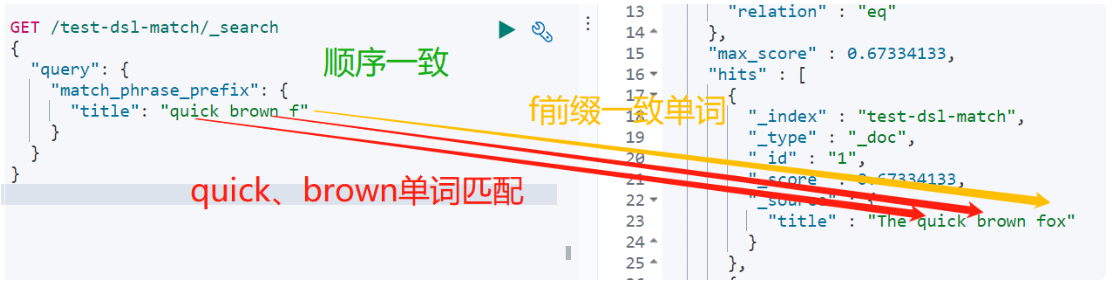 GET /test-dsl-match/_search
{
"query": {
"match_phrase_prefix": {
"title": "quick brown f"
}
}
}
顺序一致
f前缀一致单词
quick、brown单词匹配
13 "relation" : "eq"
14 },
15 "max_score" : 0.67334133,
16 "hits" : [
17 {
18 "_index" : "test-dsl-match",
19 "_type" : "_doc",
20 "_id" : "1",
21 "_score" : 0.67334133,
22 "_source" : {
23 "title" : "The quick brown fox"
24 }
25 },